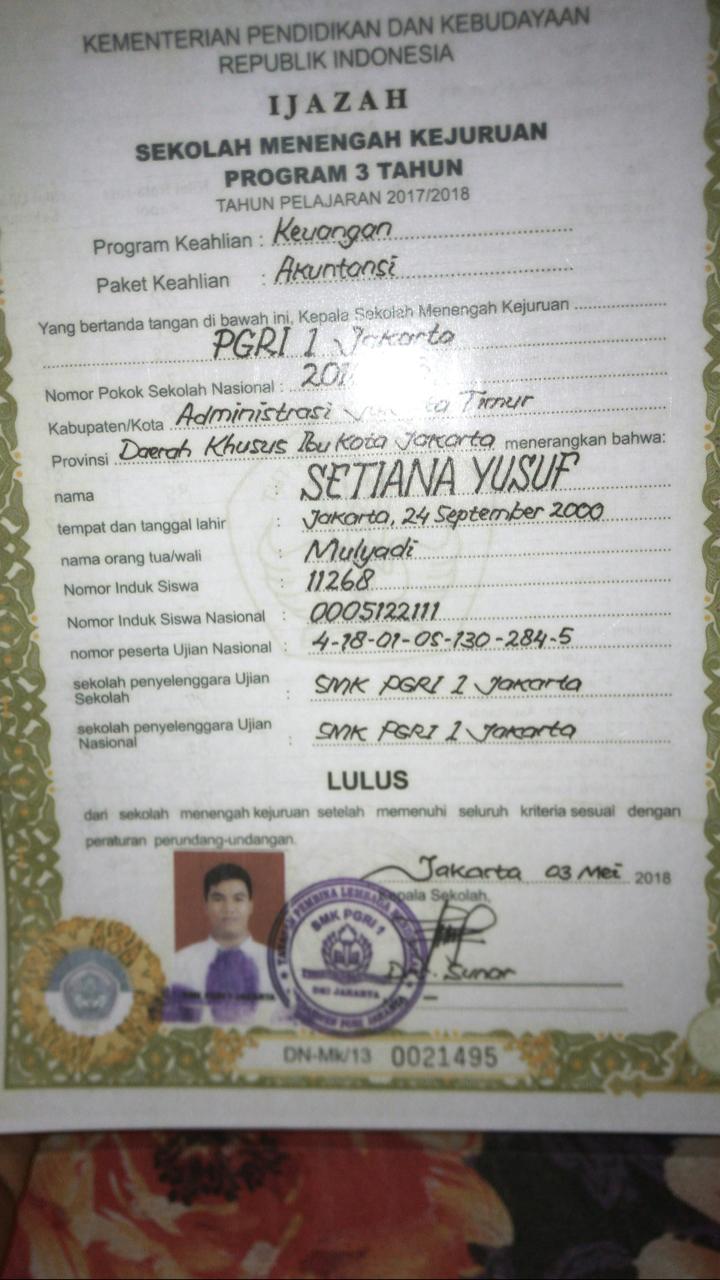 KEMENTERIAN PENDIDIKAN DAN KEBUDAYAAN
REPUBLIK INDONESIA
IJAZAH
SEKOLAH MENENGAH KEJURUAN
PROGRAM 3 TAHUN
TAHUN PELAJARAN 2017/2018
Program Keahlian : Keuangan
Paket Keahlian : Akuntansi
Yang bertanda tangan di bawah ini, Kepala Sekolah Menengah Kejuruan
PGRI 1 Jakarta
Nomor Pokok Sekolah Nasional :
Kabupaten/Kota Administrasi Timur
Provinsi Daerah Khusus Ibu Kota Jakarta menerangkan bahwa:
nama : SETIANA YUSUF
tempat dan tanggal lahir : Jakarta, 24 September 2000
nama orang tua/wali : Mulyadi
Nomor Induk Siswa : 11268
Nomor Induk Siswa Nasional : 0005122111
nomor peserta Ujian Nasional : 4-18-01-05-130-284-5
sekolah penyelenggara Ujian
Sekolah : SMK PGRI 1 Jakarta
sekolah penyelenggara Ujian
Nasional : SMK PGRI 1 Jakarta
LULUS
dari sekolah menengah kejuruan setelah memenuhi seluruh kriteria sesuai dengan
peraturan perundang-undangan.
Jakarta 03 Mei 2018
Kepala Sekolah,
SMK PGRI 1
DKI JAKARTA
DN-Mk/13 0021495